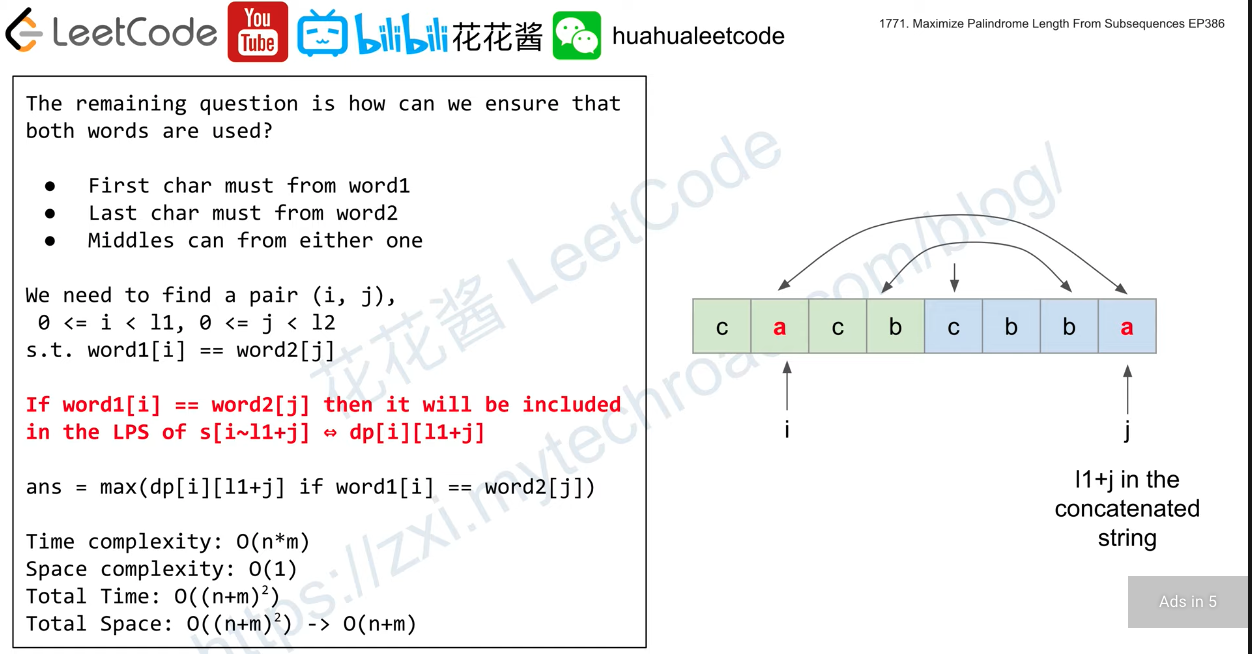 LeetCode You Tube bilibili 花花酱 huahualeetcode
1771. Maximize Palindrome Length From Subsequences EP386
The remaining question is how can we ensure that
both words are used?
● First char must from word1
● Last char must from word2
● Middles can from either one
We need to find a pair (i, j),
0 <= i < l1, 0 <= j < l2
s.t. word1[i] == word2[j]
If word1[i] == word2[j] then it will be included
in the LPS of s[i~l1+j] ⇔ dp[i][l1+j]
ans = max(dp[i][l1+j] if word1[i] == word2[j])
Time complexity: O(n*m)
Space complexity: O(1)
Total Time: O((n+m)²)
Total Space: O((n+m)²) -> O(n+m)
c a c b c b b a
i j
l1+j in the
concatenated
string
Ads in 5
花花酱 LeetCode
https://zxi.mytechroad.com/blog/